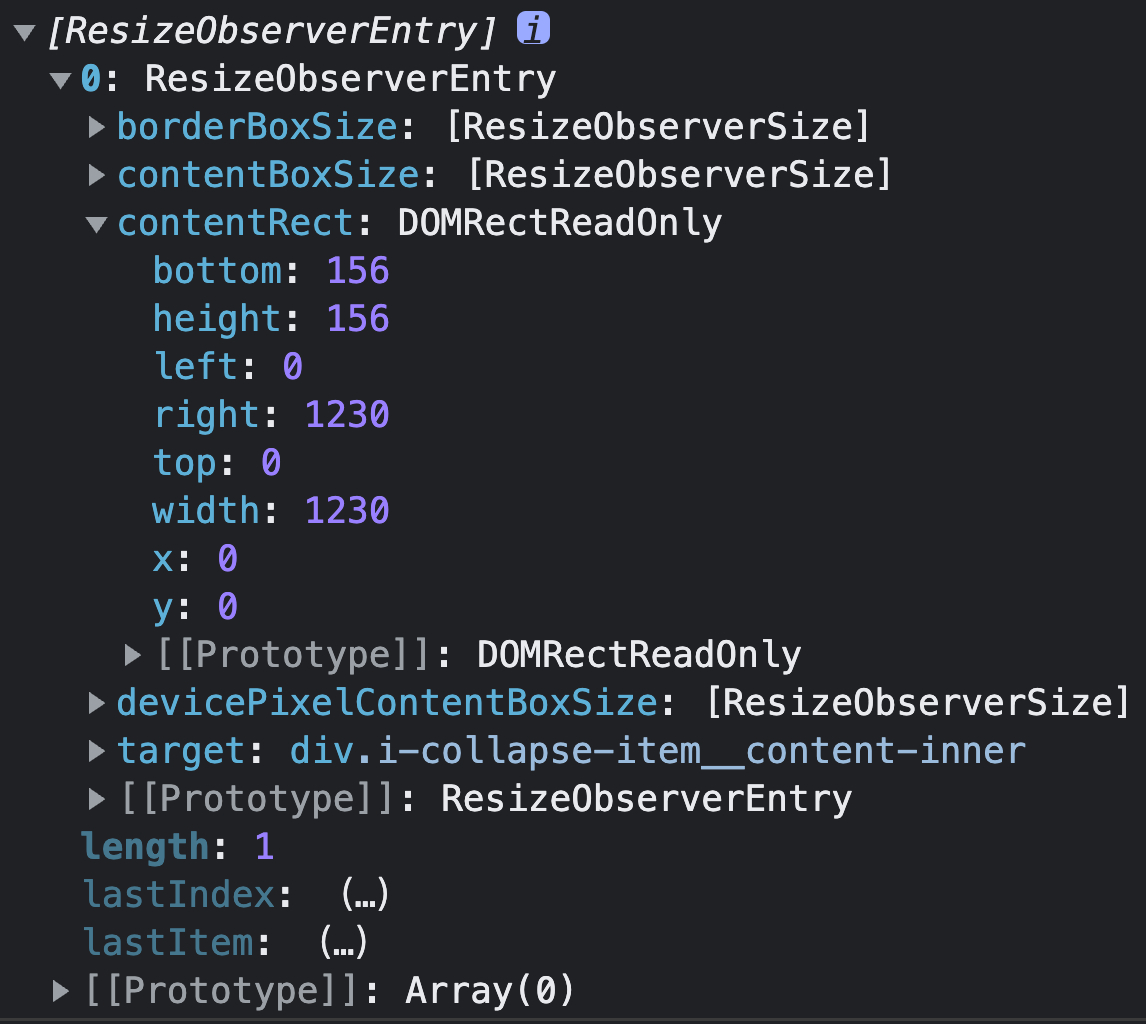 ▼ [ResizeObserverEntry] i
▼ 0: ResizeObserverEntry
▶ borderBoxSize: [ResizeObserverSize]
▶ contentBoxSize: [ResizeObserverSize]
▼ contentRect: DOMRectReadOnly
bottom: 156
height: 156
left: 0
right: 1230
top: 0
width: 1230
x: 0
y: 0
▶ [[Prototype]]: DOMRectReadOnly
▶ devicePixelContentBoxSize: [ResizeObserverSize]
▶ target: div.i-collapse-item__content-inner
▶ [[Prototype]]: ResizeObserverEntry
length: 1
lastIndex: (…)
lastItem: (…)
▶ [[Prototype]]: Array(0)